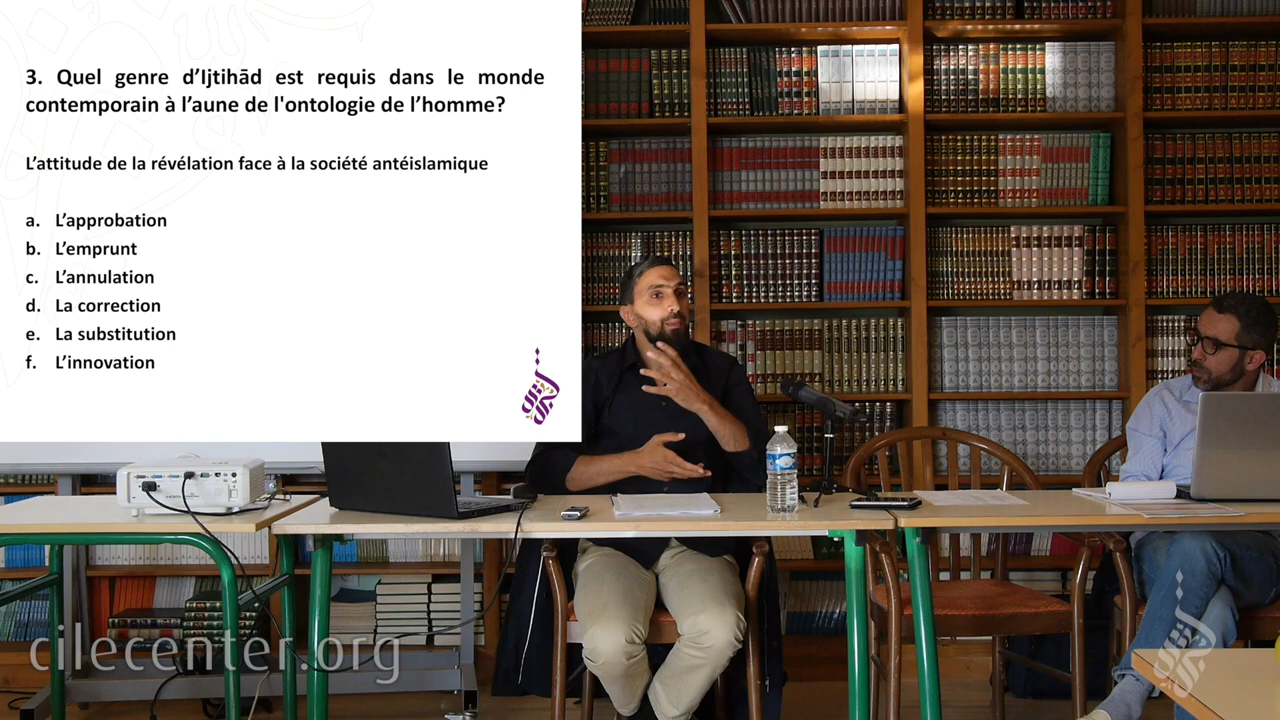 3. Quel genre d’Ijtihād est requis dans le monde
contemporain à l’aune de l'ontologie de l’homme?
L’attitude de la révélation face à la société antéislamique
a. L’approbation
b. L’emprunt
c. L’annulation
d. La correction
e. La substitution
f. L’innovation
cilecenter.org